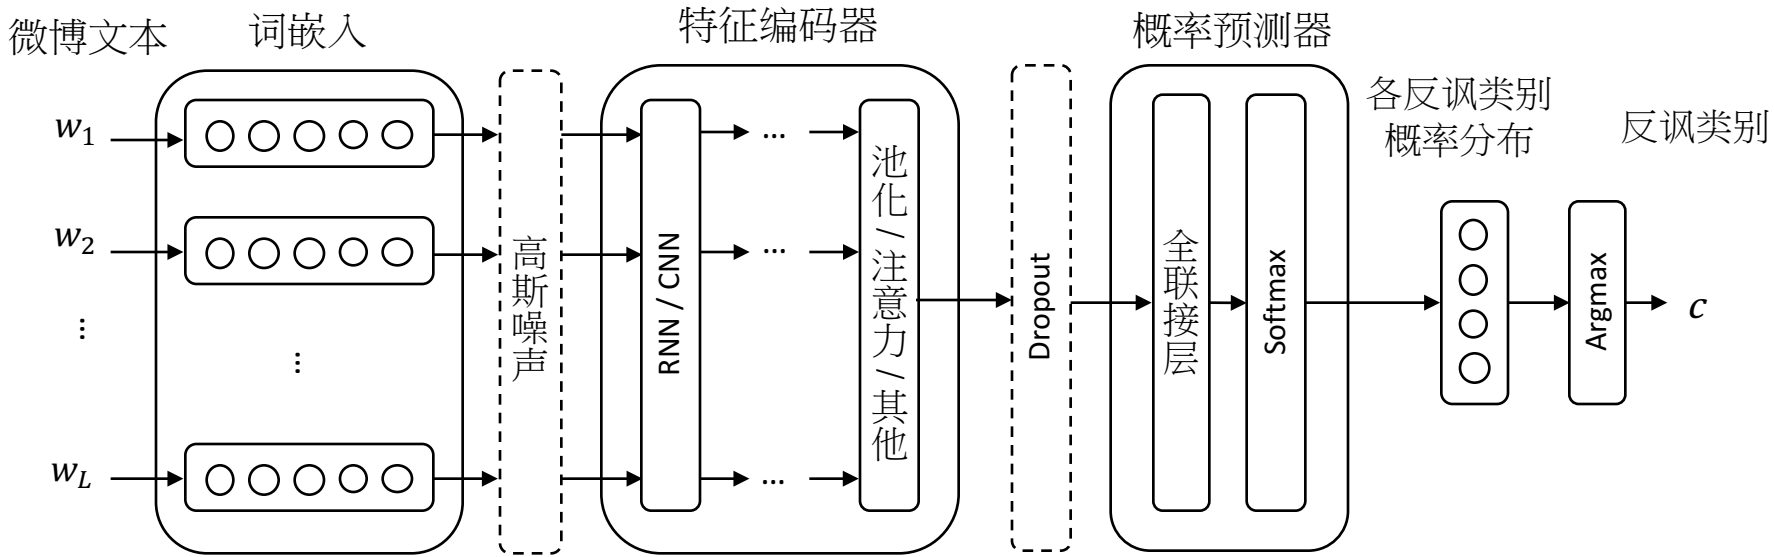 微博文本
词嵌入
特征编码器
概率预测器
各反讽类别
概率分布
反讽类别
w₁
w₂
⋮
w_L
⋮
高斯噪声
RNN / CNN
...
...
...
池化/注意力/其他
Dropout
全联接层
Softmax
Argmax
c